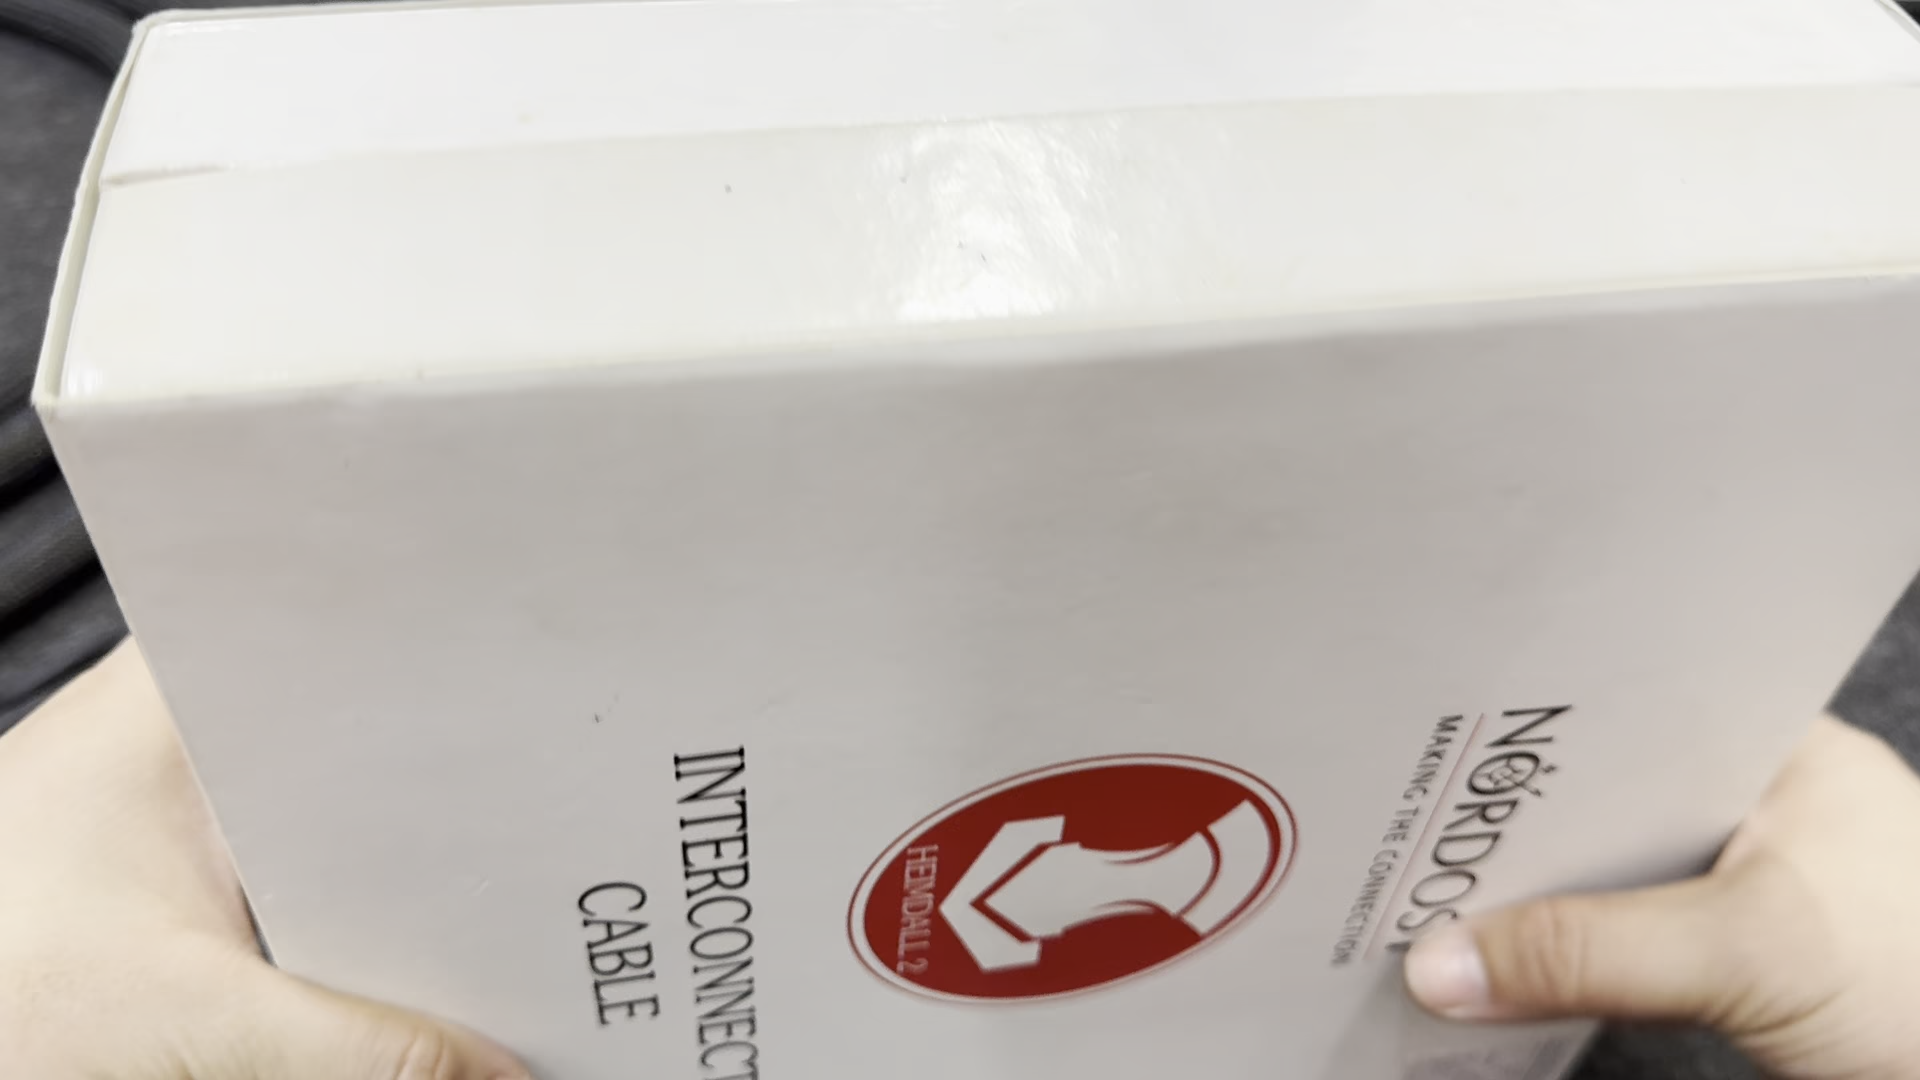 NORDOST
MAKING THE CONNECTION
HEIMDALL 2
INTERCONNECT
CABLE